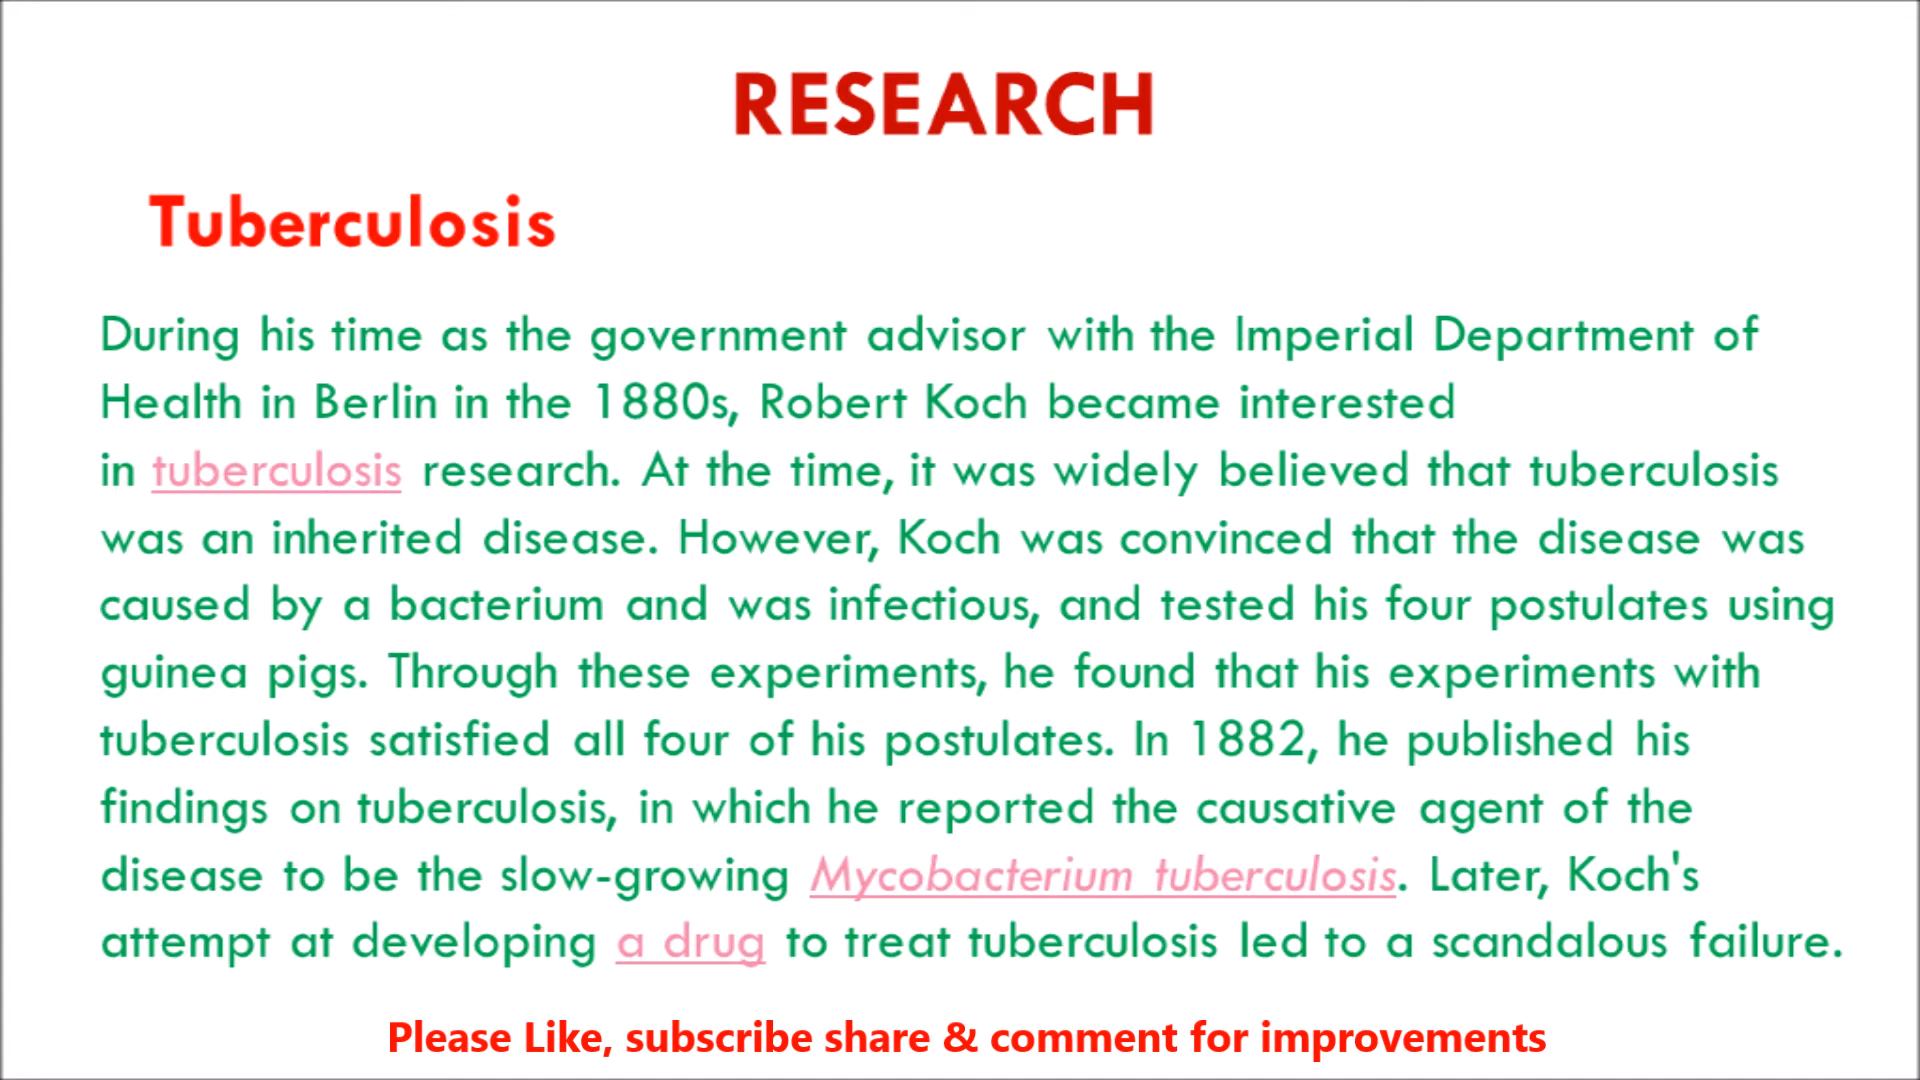 RESEARCH
Tuberculosis
During his time as the government advisor with the Imperial Department of
Health in Berlin in the 1880s, Robert Koch became interested
in tuberculosis research. At the time, it was widely believed that tuberculosis
was an inherited disease. However, Koch was convinced that the disease was
caused by a bacterium and was infectious, and tested his four postulates using
guinea pigs. Through these experiments, he found that his experiments with
tuberculosis satisfied all four of his postulates. In 1882, he published his
findings on tuberculosis, in which he reported the causative agent of the
disease to be the slow-growing Mycobacterium tuberculosis. Later, Koch's
attempt at developing a drug to treat tuberculosis led to a scandalous failure.
Please Like, subscribe share & comment for improvements